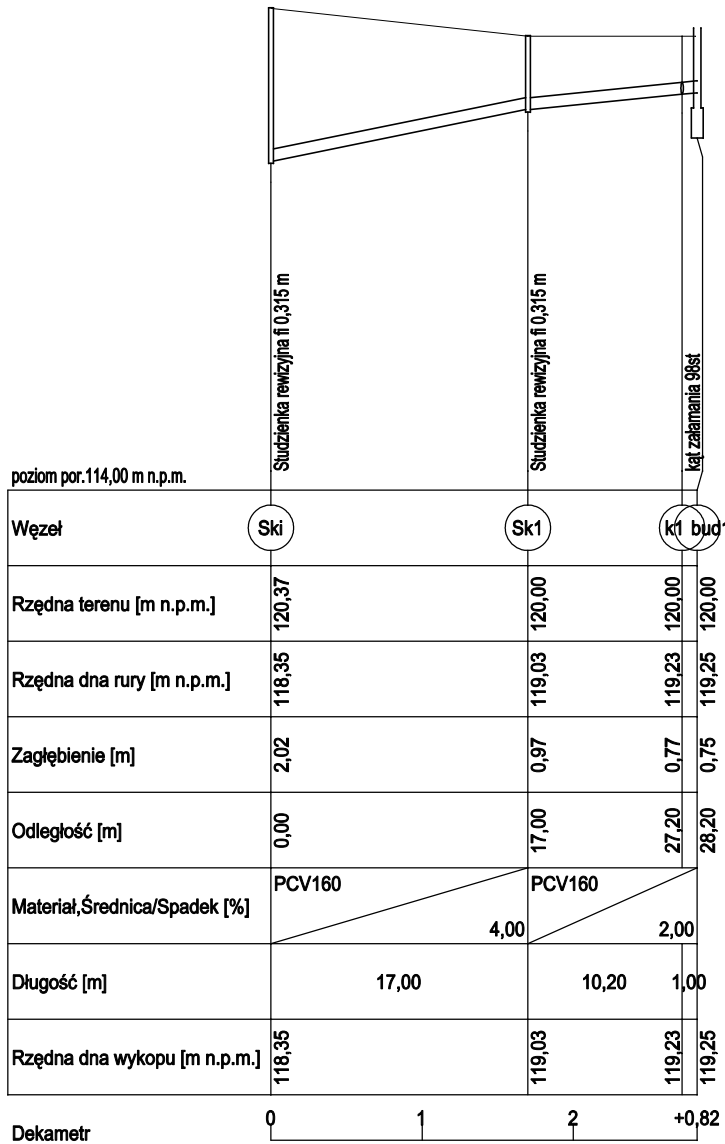 Studzienka rewizyjna fi 0,315 m
Studzienka rewizyjna fi 0,315 m
kąt załamania 98st
poziom por.114,00 m n.p.m.
Węzeł Ski Sk1 k1 bud1
Rzędna terenu [m n.p.m.] 120,37 120,00 120,00 120,00
Rzędna dna rury [m n.p.m.] 118,35 119,03 119,23 119,25
Zagłębienie [m] 2,02 0,97 0,77 0,75
Odległość [m] 0,00 17,00 27,20 28,20
PCV160 PCV160
Materiał,Średnica/Spadek [%]
4,00 2,00
Długość [m] 17,00 10,20 1,00
Rzędna dna wykopu [m n.p.m.] 118,35 119,03 119,23 119,25
Dekametr 0 1 2 +0,82